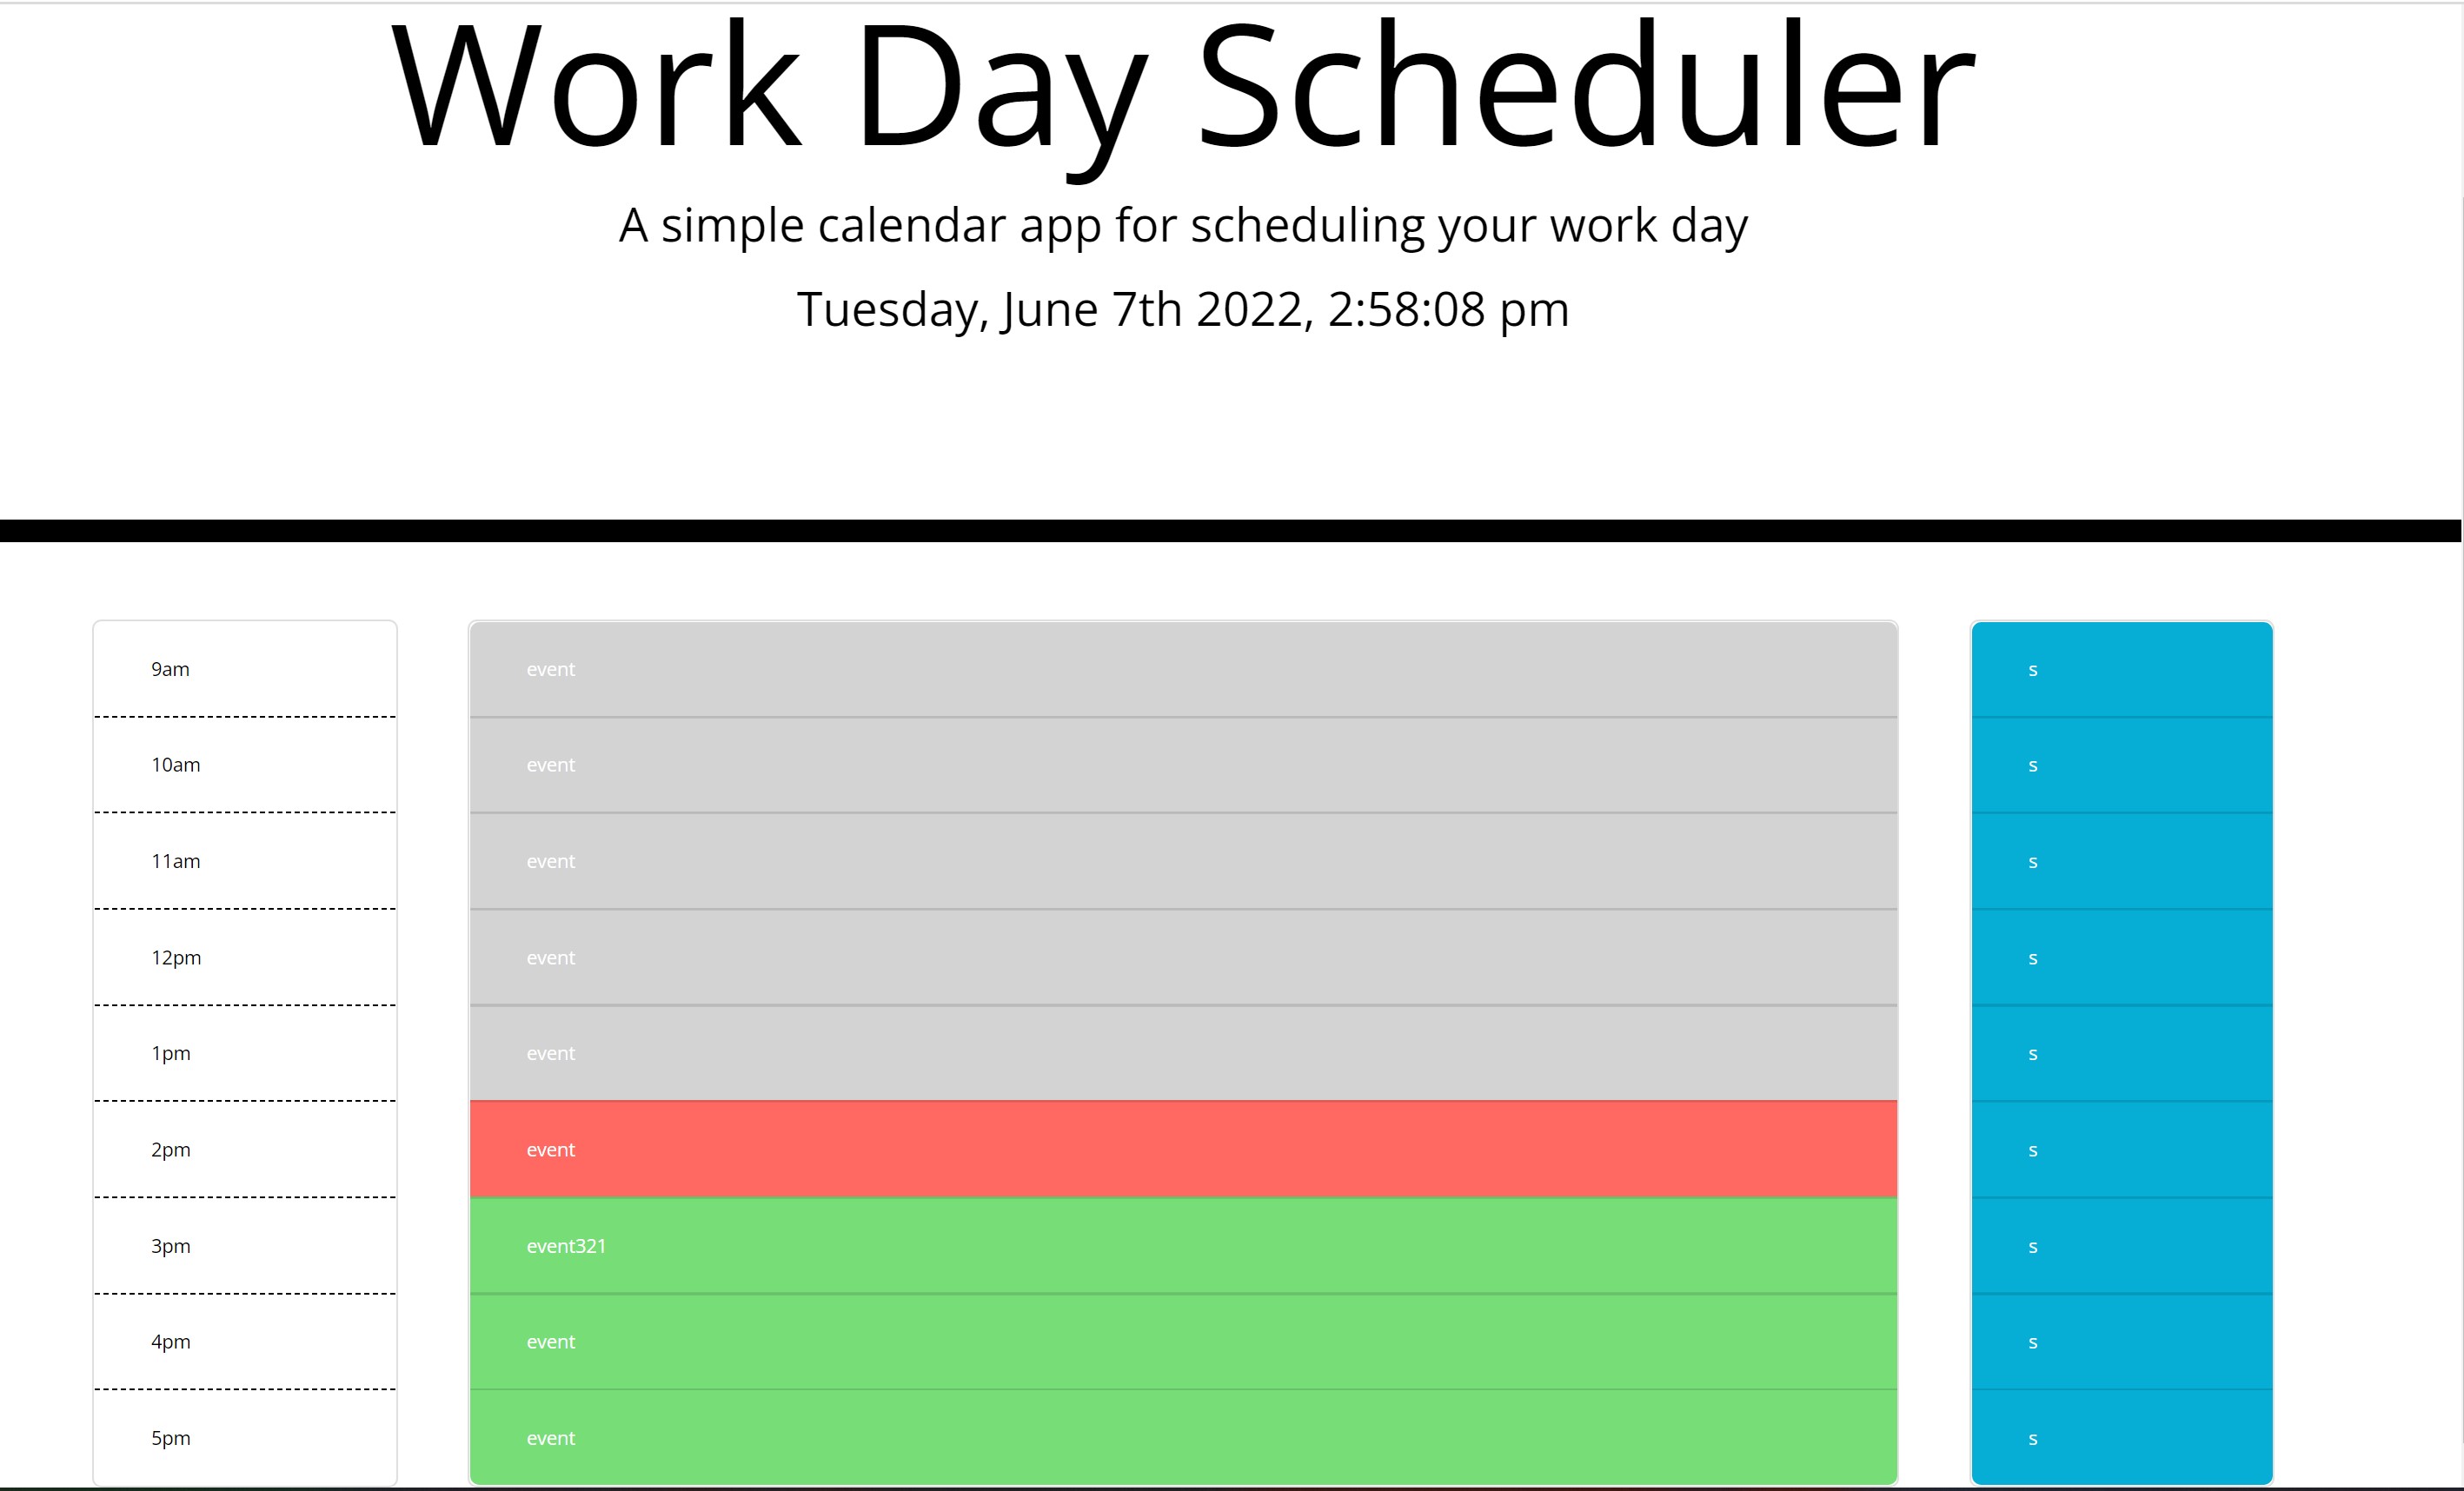 Work Day Scheduler
A simple calendar app for scheduling your work day
Tuesday, June 7th 2022, 2:58:08 pm
9am event s
10am event s
11am event s
12pm event s
1pm event s
2pm event s
3pm event321 s
4pm event s
5pm event s